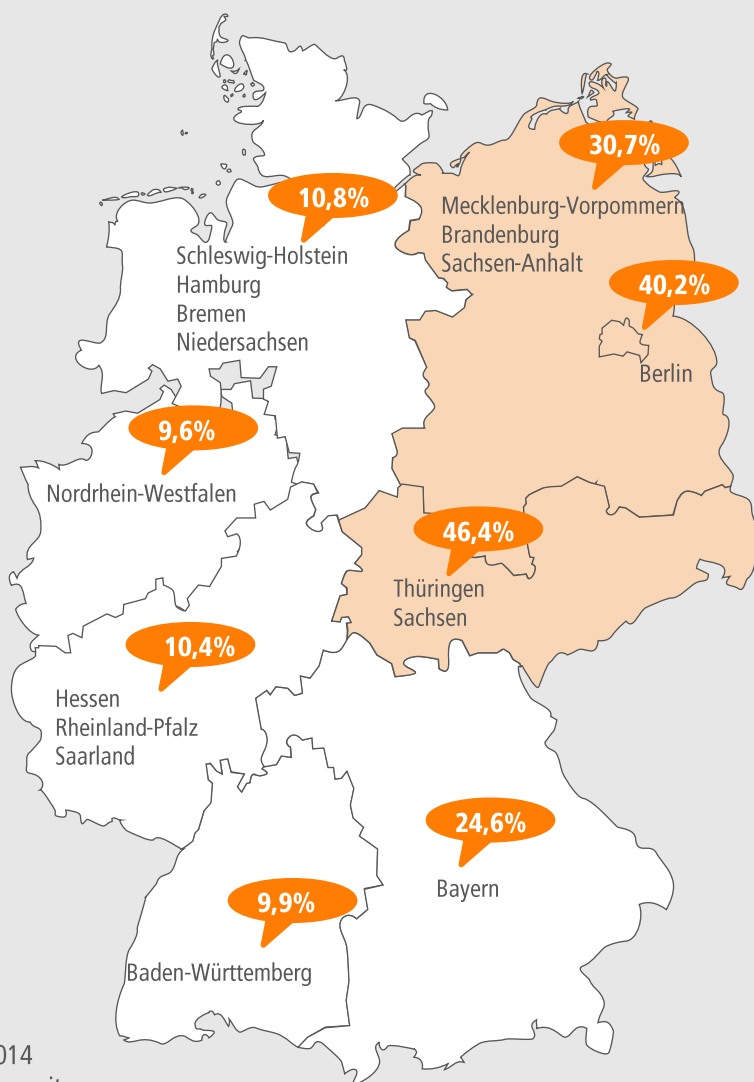 30,7%
Mecklenburg-Vorpommern
Brandenburg
Sachsen-Anhalt
10,8%
Schleswig-Holstein
Hamburg
Bremen
Niedersachsen
40,2%
Berlin
9,6%
Nordrhein-Westfalen
46,4%
Thüringen
Sachsen
10,4%
Hessen
Rheinland-Pfalz
Saarland
24,6%
Bayern
9,9%
Baden-Württemberg
014